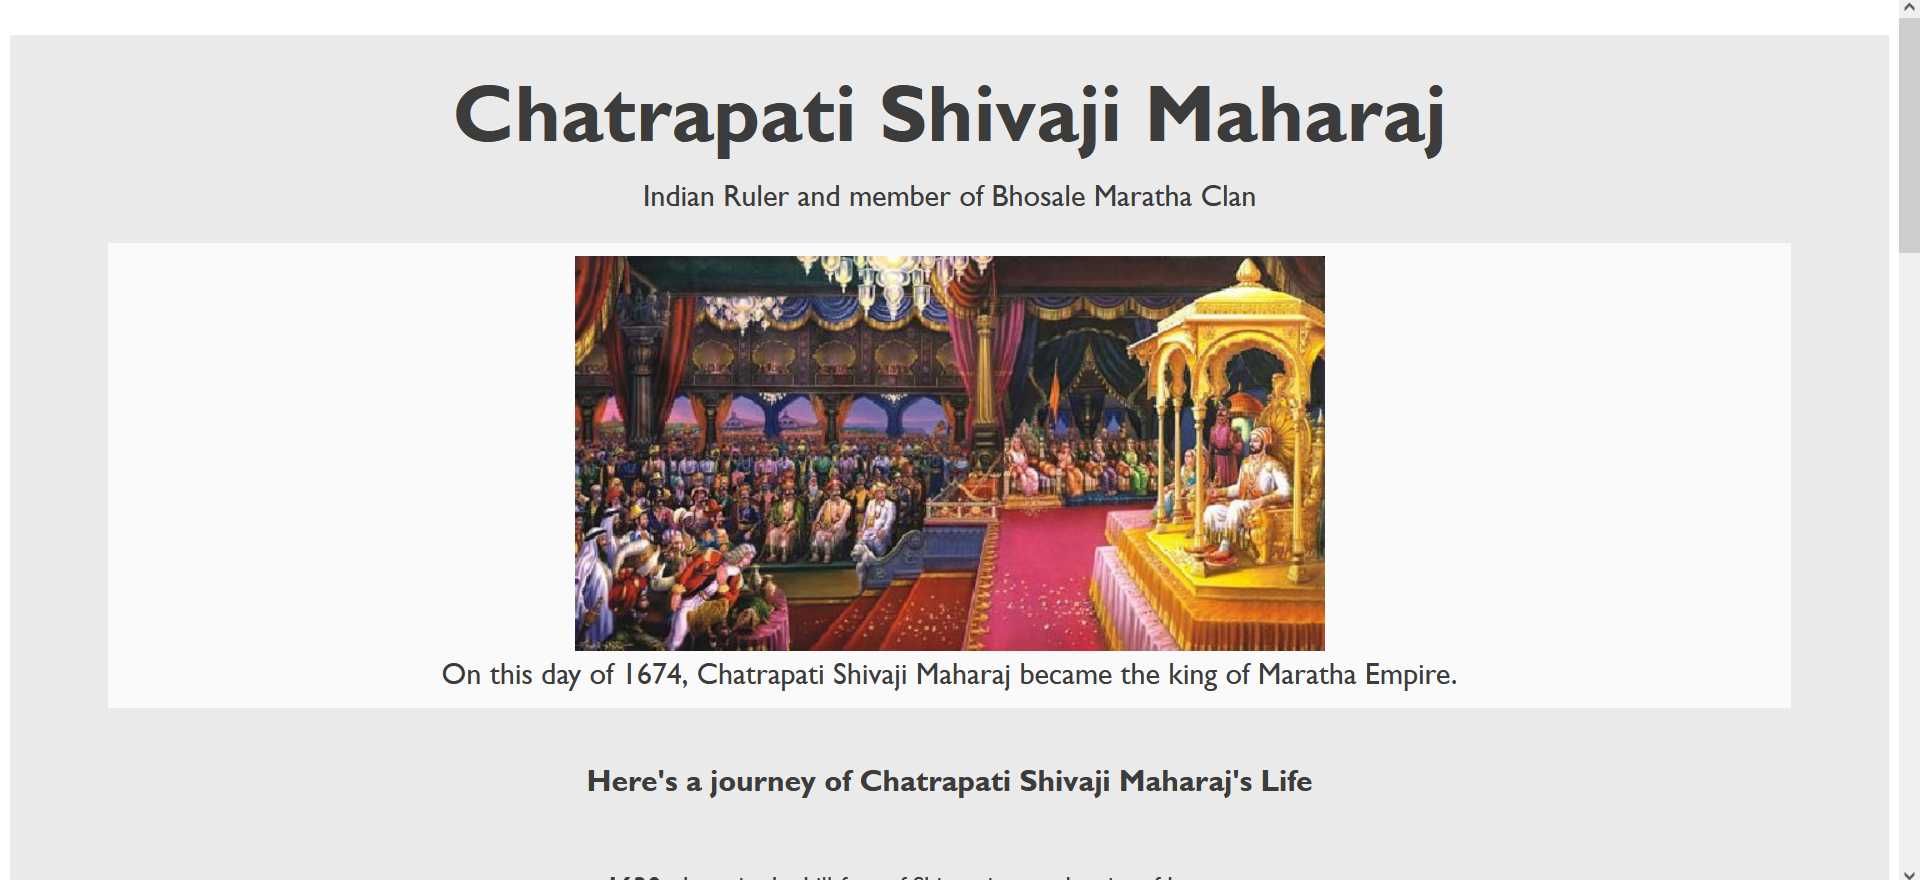 Chatrapati Shivaji Maharaj
Indian Ruler and member of Bhosale Maratha Clan
On this day of 1674, Chatrapati Shivaji Maharaj became the king of Maratha Empire.
Here's a journey of Chatrapati Shivaji Maharaj's Life